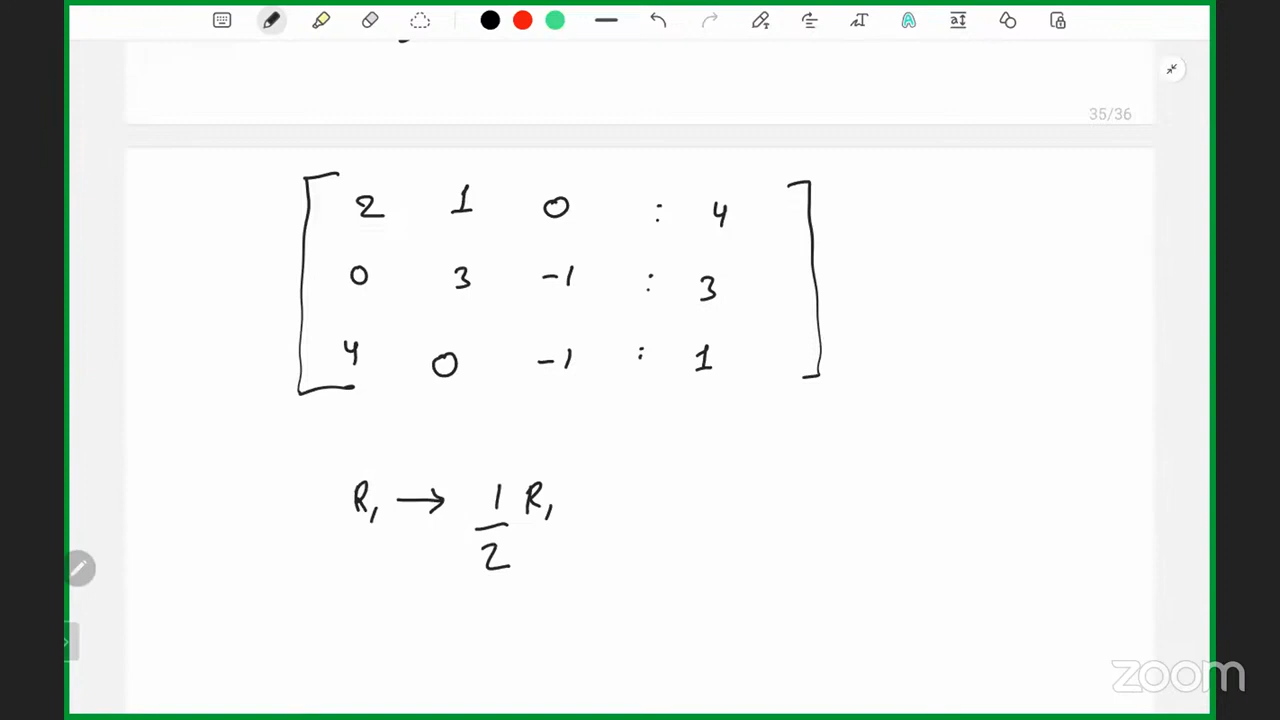 35/36
2 1 0 : 4
0 3 -1 : 3
4 0 -1 : 1
R₁ → 1/2 R₁
zoom